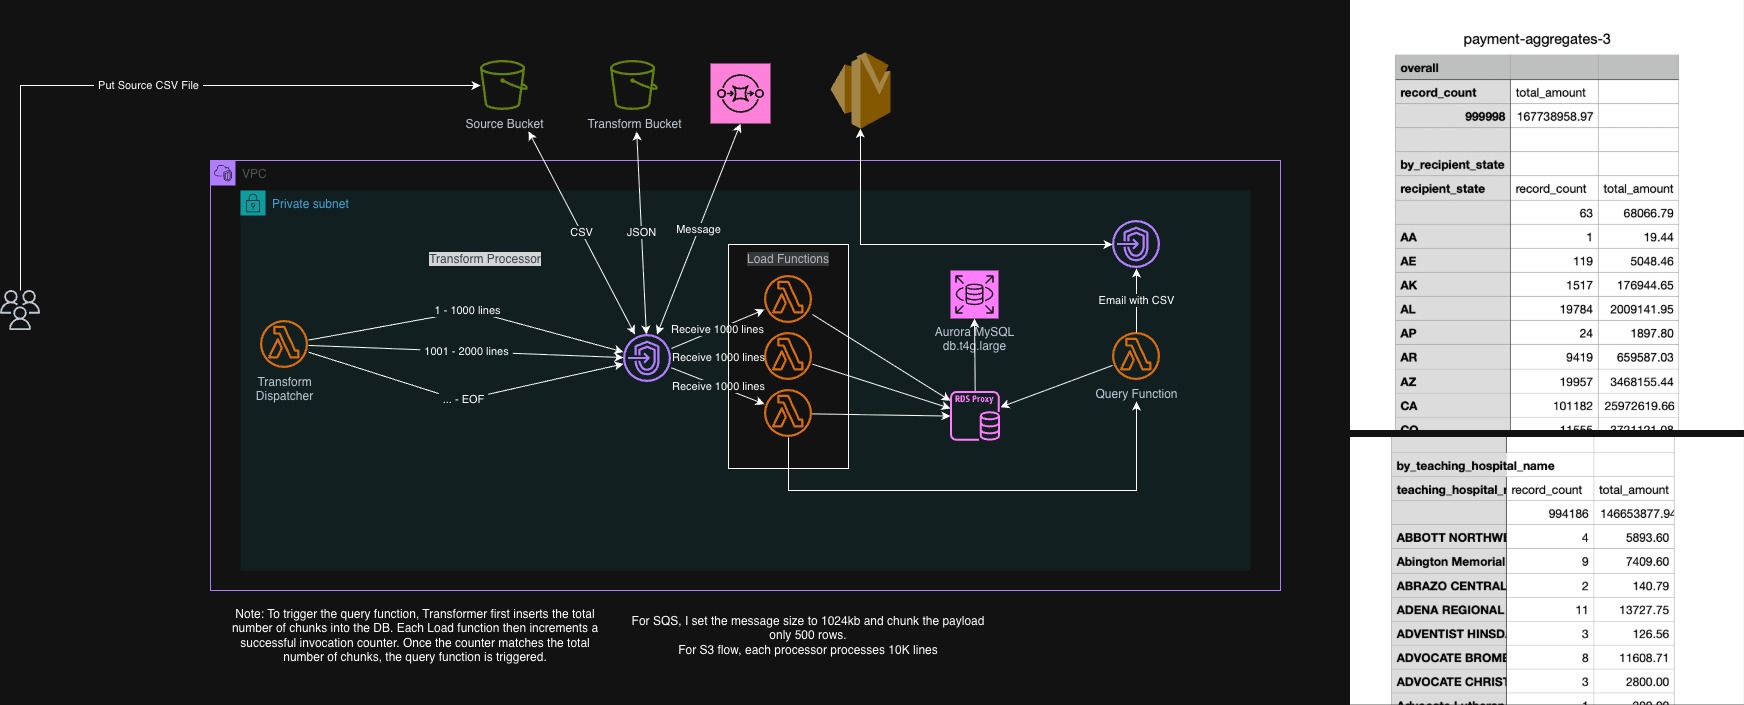 Put Source CSV File
Source Bucket
Transform Bucket
VPC
Private subnet
CSV
JSON
Message
Transform Processor
Load Functions
1 - 1000 lines
1001 - 2000 lines
... - EOF
Transform
Dispatcher
Receive 1000 lines
Receive 1000 lines
Receive 1000 lines
Aurora MySQL
db.t4g.large
RDS Proxy
Email with CSV
Query Function
Note: To trigger the query function, Transformer first inserts the total
number of chunks into the DB. Each Load function then increments a
successful invocation counter. Once the counter matches the total
number of chunks, the query function is triggered.
For SQS, I set the message size to 1024kb and chunk the payload
only 500 rows.
For S3 flow, each processor processes 10K lines
payment-aggregates-3
overall
record_count total_amount
999998 167738958.97
by_recipient_state
recipient_state record_count total_amount
63 68066.79
AA 1 19.44
AE 119 5048.46
AK 1517 176944.65
AL 19784 2009141.95
AP 24 1897.80
AR 9419 659587.03
AZ 19957 3468155.44
CA 101182 25972619.66
CO 11555 3721121.08
by_teaching_hospital_name
teaching_hospital_ record_count total_amount
994186 146653877.94
ABBOTT NORTHWE 4 5893.60
Abington Memorial 9 7409.60
ABRAZO CENTRAL 2 140.79
ADENA REGIONAL 11 13727.75
ADVENTIST HINSD 3 126.56
ADVOCATE BROME 8 11608.71
ADVOCATE CHRIST 3 2800.00